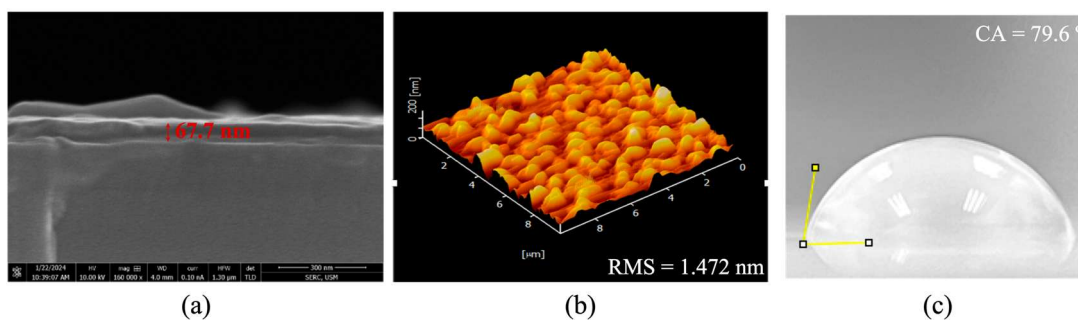 67.7 nm
1/22/2024 HV mag WD curr HFW det 300 nm
10:39:07 AM 10.00 kV 160 000 x 4.0 mm 0.10 nA 1.30 µm TLD SERC, USM
(a)
200
[nm]
0
2
4
6
8
0
2
4
6
8
[µm]
RMS = 1.472 nm
(b)
CA = 79.6 °
(c)